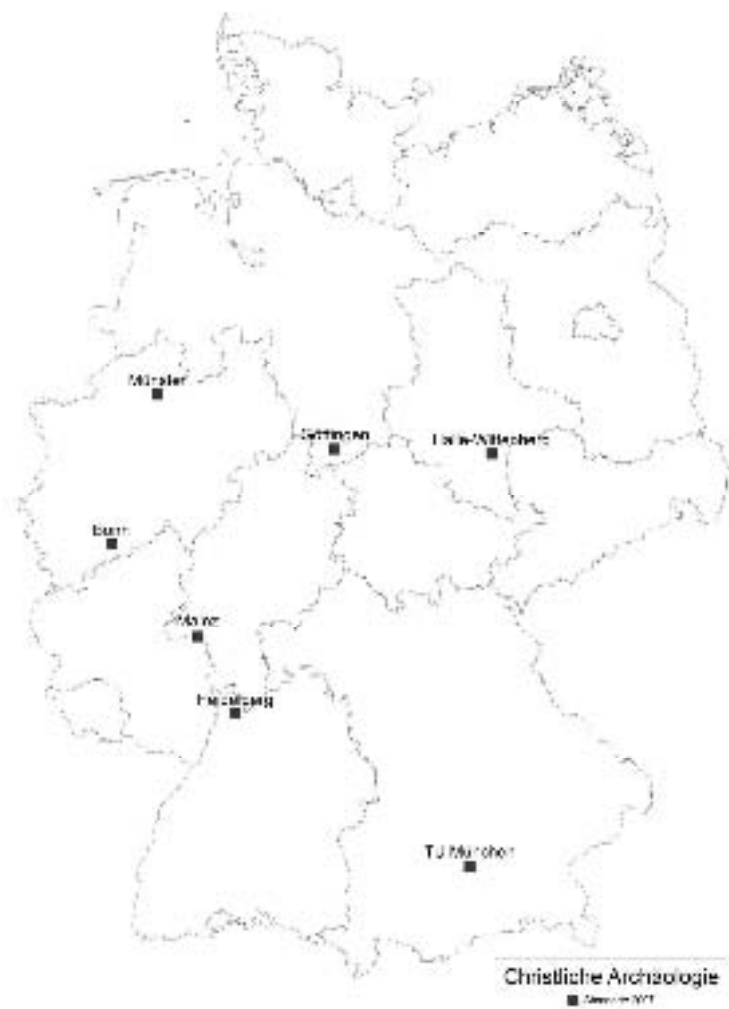 Münster
Göttingen
Halle-Wittenberg
Bonn
Mainz
Heidelberg
TU München
Christliche Archäologie